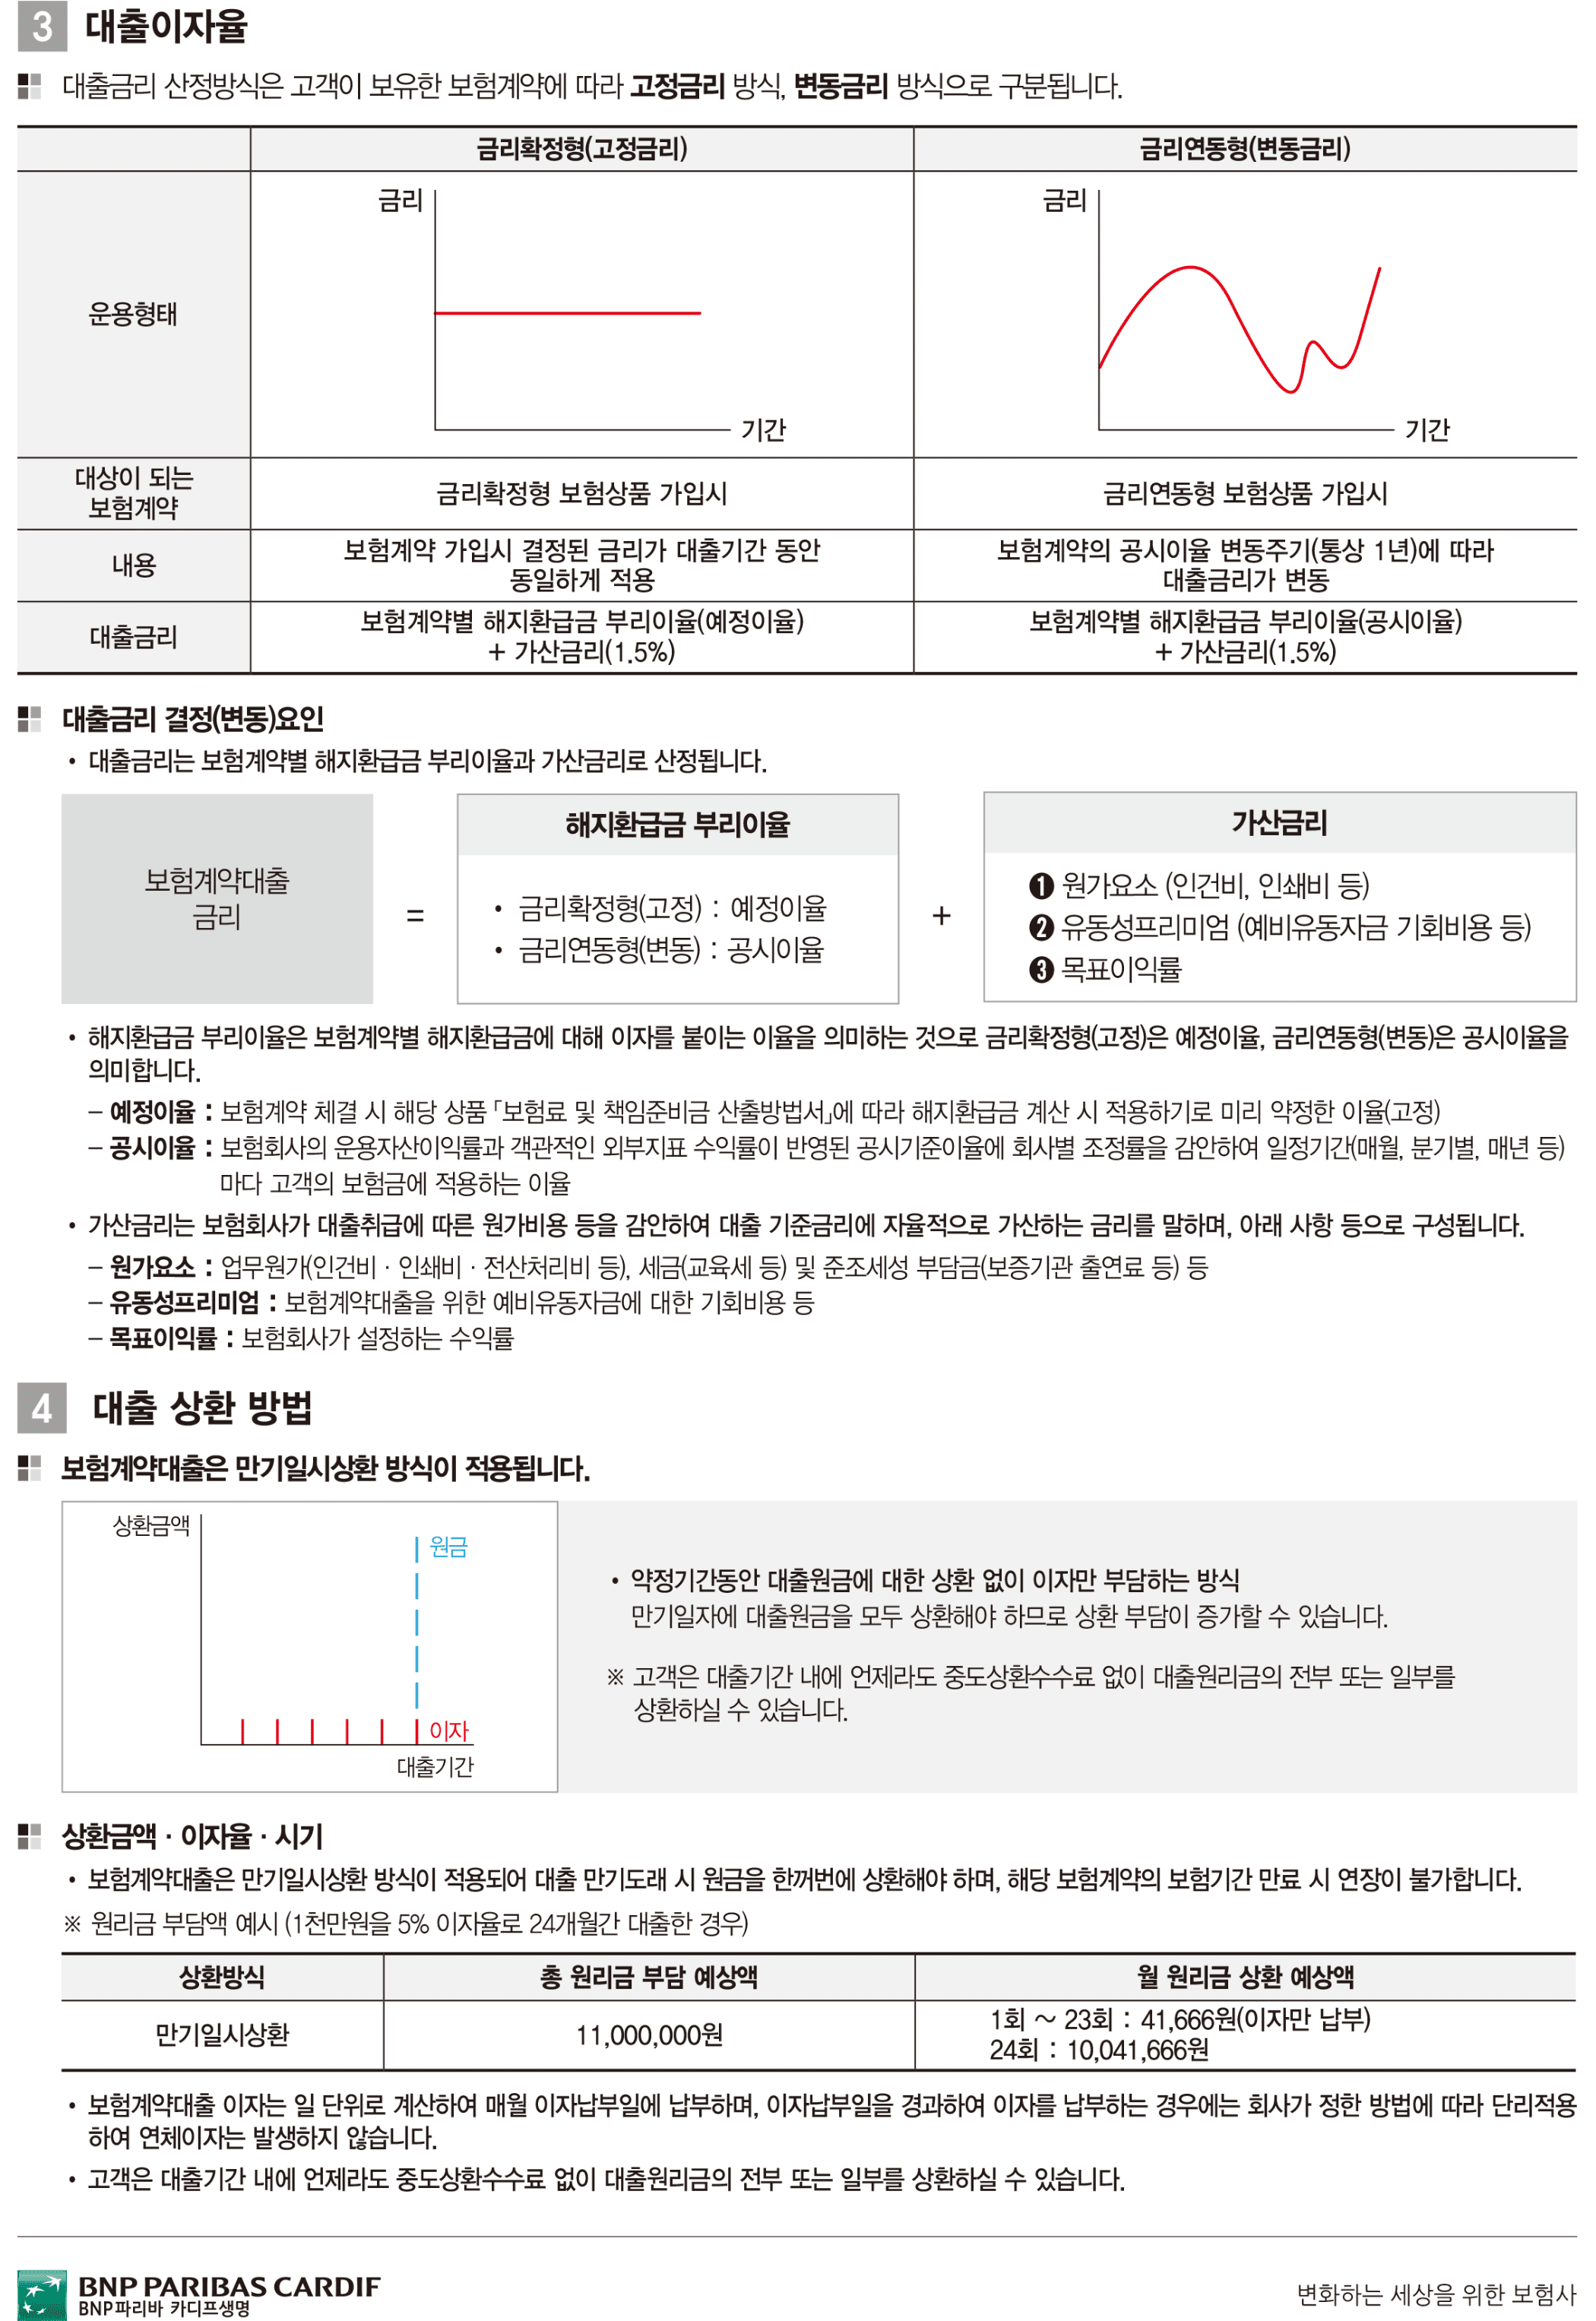 3 대출이자율
대출금리 산정방식은 고객이 보유한 보험계약에 따라 고정금리 방식, 변동금리 방식으로 구분됩니다.
금리확정형(고정금리) 금리연동형(변동금리)
운용형태
금리
기간
금리
기간
대상이 되는
보험계약
금리확정형 보험상품 가입시
금리연동형 보험상품 가입시
내용
보험계약 가입시 결정된 금리가 대출기간 동안
동일하게 적용
보험계약의 공시이율 변동주기(통상 1년)에 따라
대출금리가 변동
대출금리
보험계약별 해지환급금 부리이율(예정이율)
+ 가산금리(1.5%)
보험계약별 해지환급금 부리이율(공시이율)
+ 가산금리(1.5%)
대출금리 결정(변동)요인
• 대출금리는 보험계약별 해지환급금 부리이율과 가산금리로 산정됩니다.
보험계약대출
금리
=
해지환급금 부리이율
• 금리확정형(고정) : 예정이율
• 금리연동형(변동) : 공시이율
+
가산금리
❶ 원가요소 (인건비, 인쇄비 등)
❷ 유동성프리미엄 (예비유동자금 기회비용 등)
❸ 목표이익률
• 해지환급금 부리이율은 보험계약별 해지환급금에 대해 이자를 붙이는 이율을 의미하는 것으로 금리확정형(고정)은 예정이율, 금리연동형(변동)은 공시이율을
의미합니다.
– 예정이율 : 보험계약 체결 시 해당 상품 「보험료 및 책임준비금 산출방법서」에 따라 해지환급금 계산 시 적용하기로 미리 약정한 이율(고정)
– 공시이율 : 보험회사의 운용자산이익률과 객관적인 외부지표 수익률이 반영된 공시기준이율에 회사별 조정률을 감안하여 일정기간(매월, 분기별, 매년 등)
마다 고객의 보험금에 적용하는 이율
• 가산금리는 보험회사가 대출취급에 따른 원가비용 등을 감안하여 대출 기준금리에 자율적으로 가산하는 금리를 말하며, 아래 사항 등으로 구성됩니다.
– 원가요소 : 업무원가(인건비 · 인쇄비 · 전산처리비 등), 세금(교육세 등) 및 준조세성 부담금(보증기관 출연료 등) 등
– 유동성프리미엄 : 보험계약대출을 위한 예비유동자금에 대한 기회비용 등
– 목표이익률 : 보험회사가 설정하는 수익률
4 대출 상환 방법
보험계약대출은 만기일시상환 방식이 적용됩니다.
상환금액
원금
이자
대출기간
• 약정기간동안 대출원금에 대한 상환 없이 이자만 부담하는 방식
만기일자에 대출원금을 모두 상환해야 하므로 상환 부담이 증가할 수 있습니다.
※ 고객은 대출기간 내에 언제라도 중도상환수수료 없이 대출원리금의 전부 또는 일부를
상환하실 수 있습니다.
상환금액 · 이자율 · 시기
• 보험계약대출은 만기일시상환 방식이 적용되어 대출 만기도래 시 원금을 한꺼번에 상환해야 하며, 해당 보험계약의 보험기간 만료 시 연장이 불가합니다.
※ 원리금 부담액 예시 (1천만원을 5% 이자율로 24개월간 대출한 경우)
상환방식 총 원리금 부담 예상액 월 원리금 상환 예상액
만기일시상환
11,000,000원
1회 ~ 23회 : 41,666원(이자만 납부)
24회 : 10,041,666원
• 보험계약대출 이자는 일 단위로 계산하여 매월 이자납부일에 납부하며, 이자납부일을 경과하여 이자를 납부하는 경우에는 회사가 정한 방법에 따라 단리적용
하여 연체이자는 발생하지 않습니다.
• 고객은 대출기간 내에 언제라도 중도상환수수료 없이 대출원리금의 전부 또는 일부를 상환하실 수 있습니다.
BNP PARIBAS CARDIF
BNP파리바 카디프생명
변화하는 세상을 위한 보험사